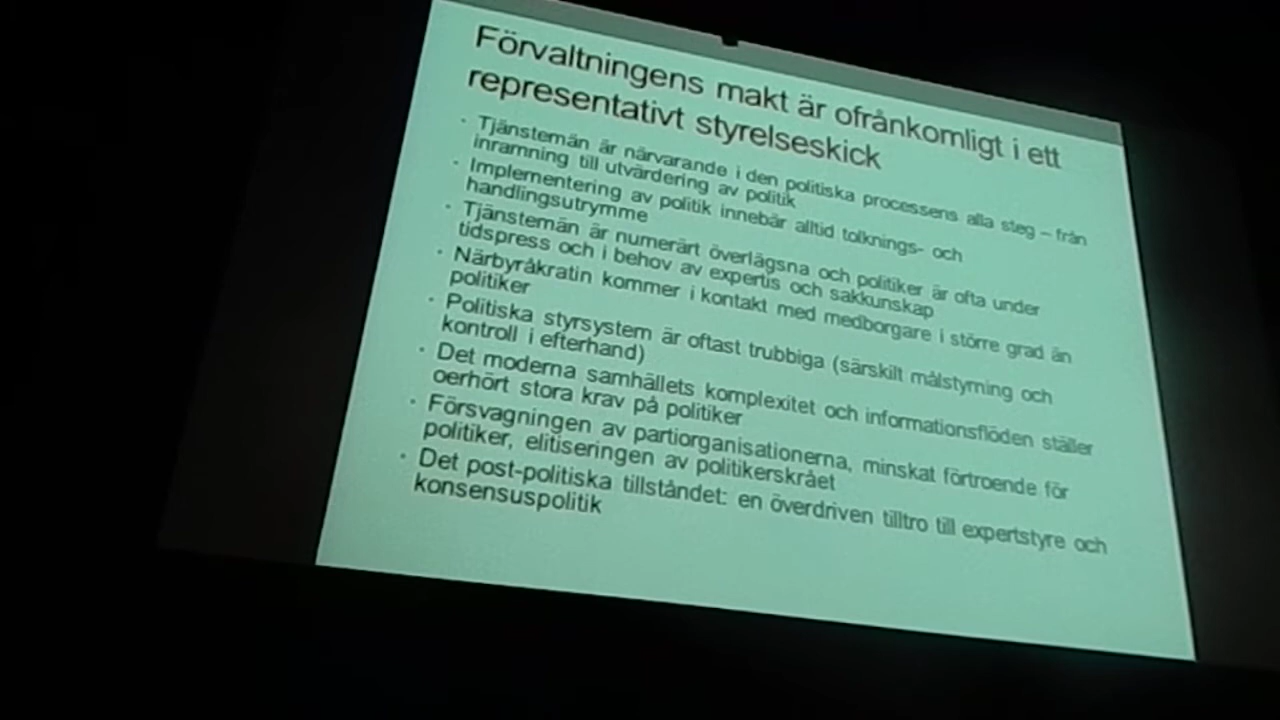 Förvaltningens makt är ofrånkomligt i ett
representativt styrelseskick
· Tjänstemän är närvarande i den politiska processens alla steg – från
inramning till utvärdering av politik
· Implementering av politik innebär alltid tolknings- och
handlingsutrymme
· Tjänstemän är numerärt överlägsna och politiker är ofta under
tidspress och i behov av expertis och sakkunskap
· Närbyråkratin kommer i kontakt med medborgare i större grad än
politiker
· Politiska styrsystem är oftast trubbiga (särskilt målstyrning och
kontroll i efterhand)
· Det moderna samhällets komplexitet och informationsflöden ställer
oerhört stora krav på politiker
· Försvagningen av partiorganisationerna, minskat förtroende för
politiker, elitiseringen av politikerskrået
· Det post-politiska tillståndet: en överdriven tilltro till expertstyre och
konsensuspolitik